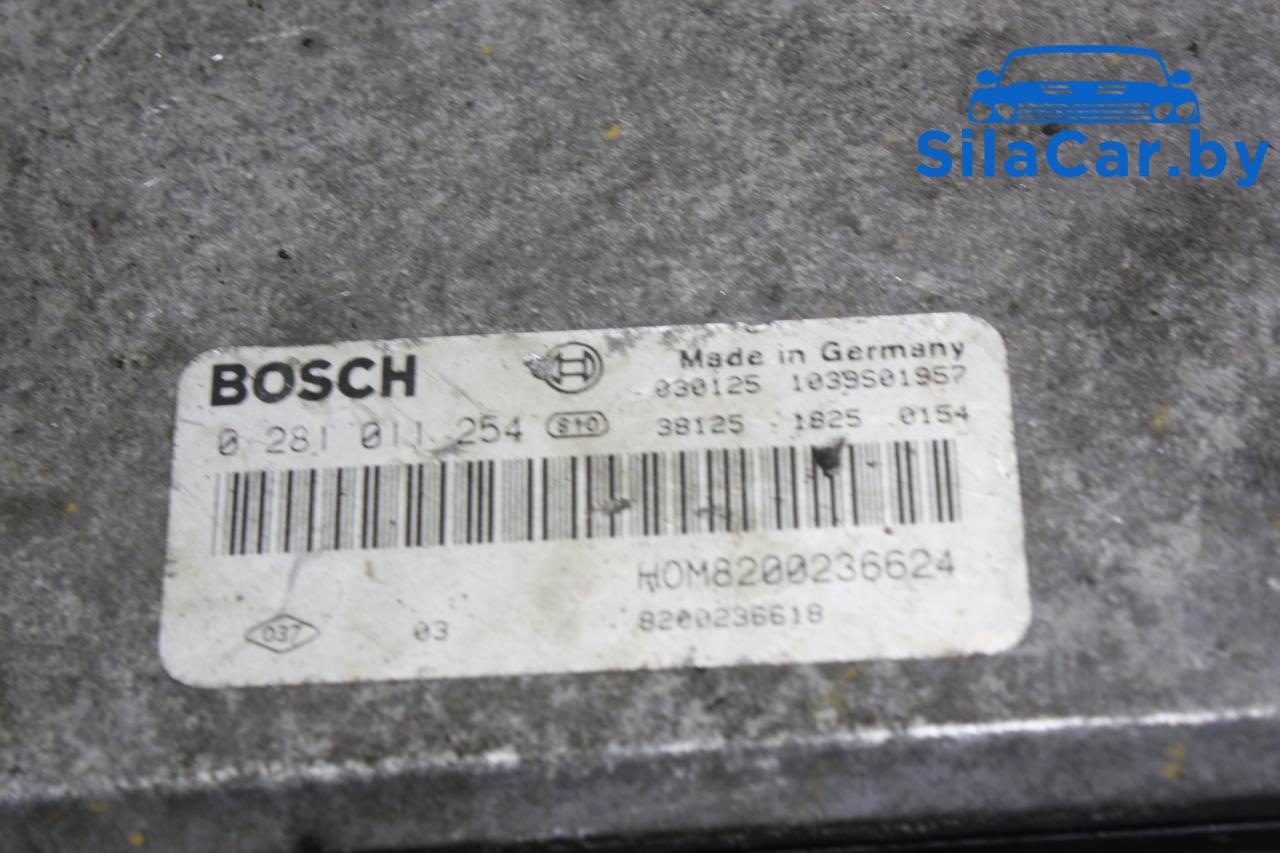 SilaCar.by
BOSCH
Made in Germany
030125 1039S01957
0 281 011 254
38125 1825 0154
HOM8200236624
8200236618
037
03